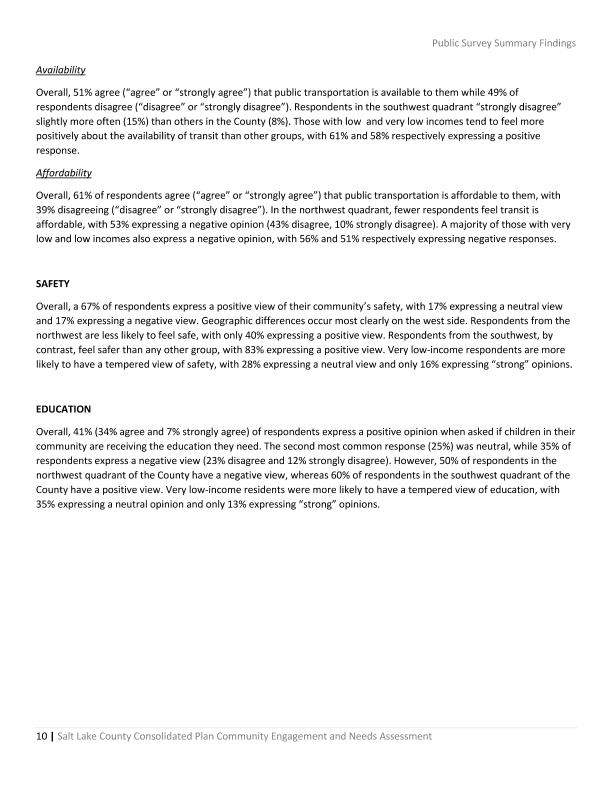 Public Survey Summary Findings
Availability
Overall, 51% agree (“agree” or “strongly agree”) that public transportation is available to them while 49% of
respondents disagree (“disagree” or “strongly disagree”). Respondents in the southwest quadrant “strongly disagree”
slightly more often (15%) than others in the County (8%). Those with low  and very low incomes tend to feel more
positively about the availability of transit than other groups, with 61% and 58% respectively expressing a positive
response.
Affordability
Overall, 61% of respondents agree (“agree” or “strongly agree”) that public transportation is affordable to them, with
39% disagreeing (“disagree” or “strongly disagree”). In the northwest quadrant, fewer respondents feel transit is
affordable, with 53% expressing a negative opinion (43% disagree, 10% strongly disagree). A majority of those with very
low and low incomes also express a negative opinion, with 56% and 51% respectively expressing negative responses.
SAFETY
Overall, a 67% of respondents express a positive view of their community’s safety, with 17% expressing a neutral view
and 17% expressing a negative view. Geographic differences occur most clearly on the west side. Respondents from the
northwest are less likely to feel safe, with only 40% expressing a positive view. Respondents from the southwest, by
contrast, feel safer than any other group, with 83% expressing a positive view. Very low-income respondents are more
likely to have a tempered view of safety, with 28% expressing a neutral view and only 16% expressing “strong” opinions.
EDUCATION
Overall, 41% (34% agree and 7% strongly agree) of respondents express a positive opinion when asked if children in their
community are receiving the education they need. The second most common response (25%) was neutral, while 35% of
respondents express a negative view (23% disagree and 12% strongly disagree). However, 50% of respondents in the
northwest quadrant of the County have a negative view, whereas 60% of respondents in the southwest quadrant of the
County have a positive view. Very low-income residents were more likely to have a tempered view of education, with
35% expressing a neutral opinion and only 13% expressing “strong” opinions.
10 | Salt Lake County Consolidated Plan Community Engagement and Needs Assessment